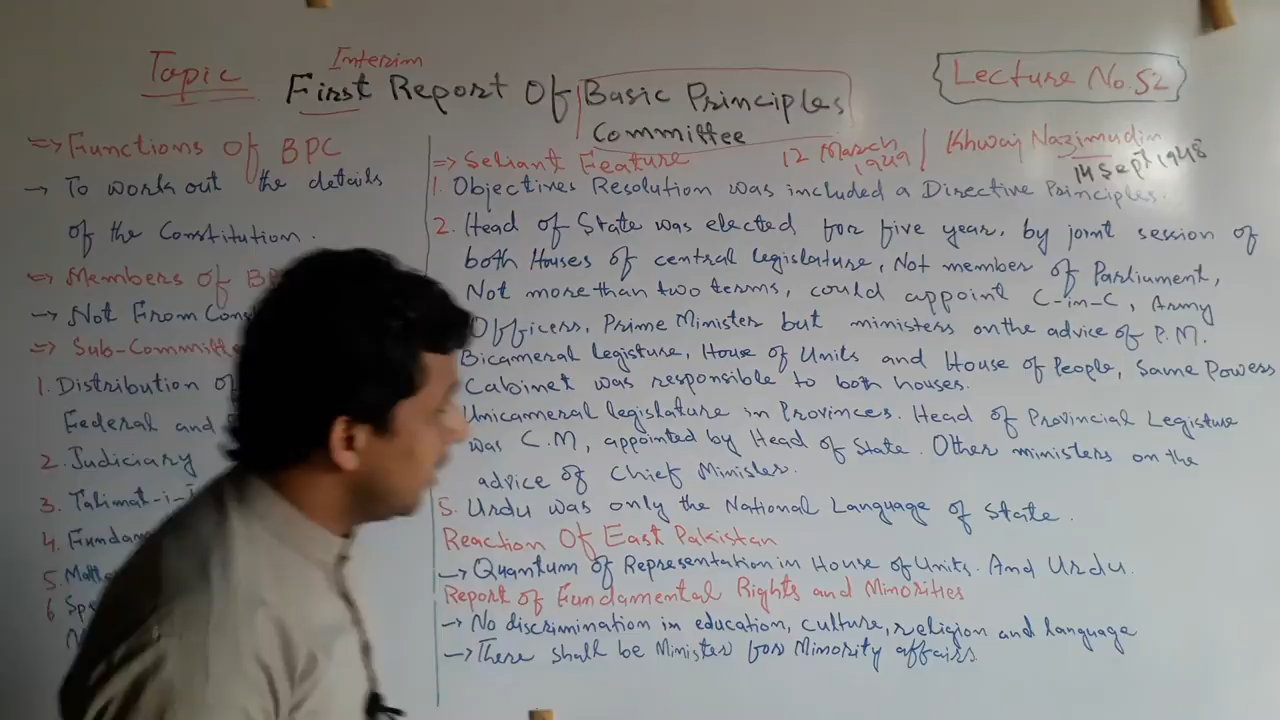 Topic
Interim
First Report Of Basic Principles
Committee
Lecture No. 52
=> Functions Of BPC
→ To work out the details
of the Constitution.
=> Members of
→ Not From
=> Sub-Committe
1. Distribution of
Federal and
2. Judiciary
3. Talimat-i-
4.
5.
6
=> Seliant Feature
12 March 1949 | Khwaj Nazimudin
14 Sept 1948
1. Objectives Resolution was included a Directive Principles.
2. Head of State was elected for five year, by joint session of
both Houses of central legislature, Not member of Parliament,
Not more than two terms, could appoint C-in-C, Army
Officers, Prime Minister but ministers on the advice of P.M.
Bicameral legisture, House of Units and House of People, Same Powers
Cabinet was responsible to both houses.
Unicameral legislature in Provinces. Head of Provincial Legisture
was C.M, appointed by Head of State. Other ministers on the
advice of Chief Minister.
5. Urdu was only the National Language of State.
Reaction Of East Pakistan
→ Quantum of Representation in House of Units. And Urdu.
Report of Fundamental Rights and Minorities
→ No discrimination in education, culture, religion and language
→ There shall be Minister for Minority affairs.